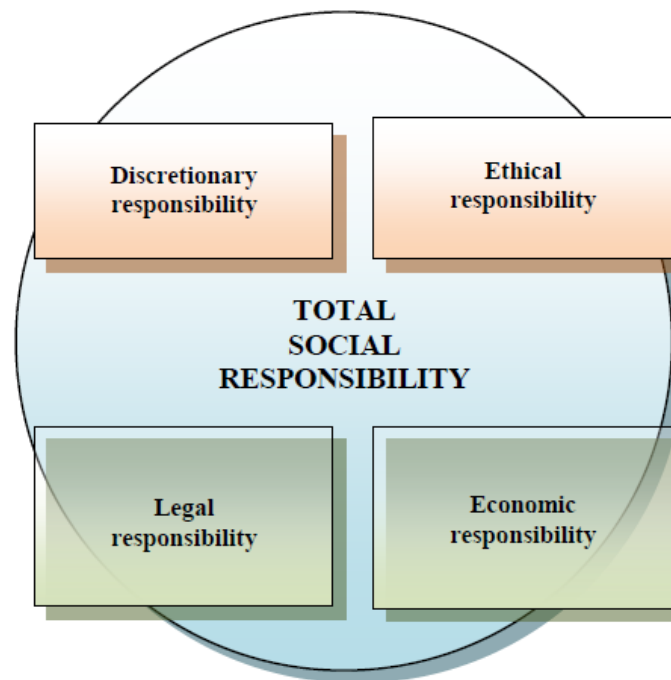 Discretionary
responsibility
Ethical
responsibility
TOTAL
SOCIAL
RESPONSIBILITY
Legal
responsibility
Economic
responsibility